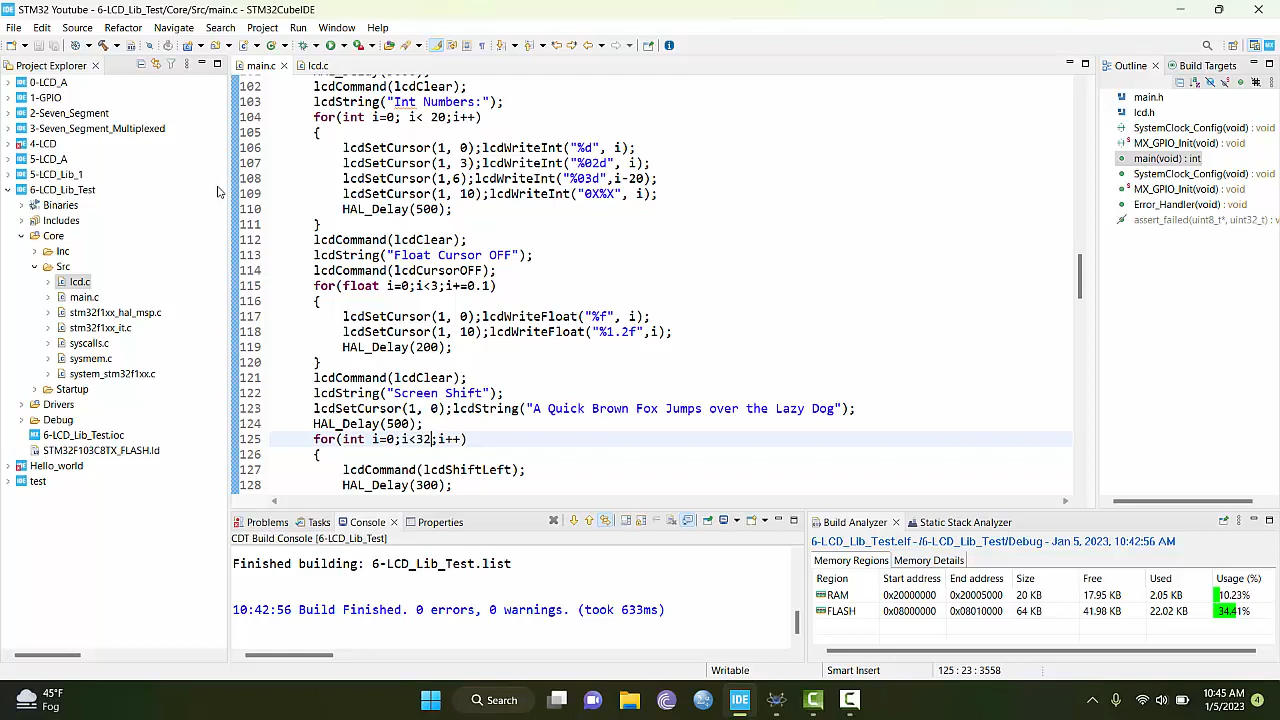 STM32 Youtube - 6-LCD_Lib_Test/Core/Src/main.c - STM32CubeIDE
File Edit Source Refactor Navigate Search Project Run Window Help
Project Explorer
0-LCD_A
1-GPIO
2-Seven_Segment
3-Seven_Segment_Multiplexed
4-LCD
5-LCD_A
5-LCD_Lib_1
6-LCD_Lib_Test
Binaries
Includes
Core
Inc
Src
lcd.c
main.c
stm32f1xx_hal_msp.c
stm32f1xx_it.c
syscalls.c
sysmem.c
system_stm32f1xx.c
Startup
Drivers
Debug
6-LCD_Lib_Test.ioc
STM32F103C8TX_FLASH.ld
Hello_world
test
main.c lcd.c
102 lcdCommand(lcdClear);
103 lcdString("Int Numbers:");
104 for(int i=0; i< 20;i++)
105 {
106 lcdSetCursor(1, 0);lcdWriteInt("%d", i);
107 lcdSetCursor(1, 3);lcdWriteInt("%02d", i);
108 lcdSetCursor(1,6);lcdWriteInt("%03d",i-20);
109 lcdSetCursor(1, 10);lcdWriteInt("0X%X", i);
110 HAL_Delay(500);
111 }
112 lcdCommand(lcdClear);
113 lcdString("Float Cursor OFF");
114 lcdCommand(lcdCursorOFF);
115 for(float i=0;i<3;i+=0.1)
116 {
117 lcdSetCursor(1, 0);lcdWriteFloat("%f", i);
118 lcdSetCursor(1, 10);lcdWriteFloat("%1.2f",i);
119 HAL_Delay(200);
120 }
121 lcdCommand(lcdClear);
122 lcdString("Screen Shift");
123 lcdSetCursor(1, 0);lcdString("A Quick Brown Fox Jumps over the Lazy Dog");
124 HAL_Delay(500);
125 for(int i=0;i<32;i++)
126 {
127 lcdCommand(lcdShiftLeft);
128 HAL_Delay(300);
Outline Build Targets
main.h
lcd.h
SystemClock_Config(void)
MX_GPIO_Init(void) : void
main(void) : int
SystemClock_Config(void)
MX_GPIO_Init(void) : void
Error_Handler(void) : void
assert_failed(uint8_t*, uint32_t) :
Problems Tasks Console Properties
CDT Build Console [6-LCD_Lib_Test]
Finished building: 6-LCD_Lib_Test.list
10:42:56 Build Finished. 0 errors, 0 warnings. (took 633ms)
Build Analyzer Static Stack Analyzer
6-LCD_Lib_Test.elf - /6-LCD_Lib_Test/Debug - Jan 5, 2023, 10:42:56 AM
Memory Regions Memory Details
Region Start address End address Size Free Used Usage (%)
RAM 0x20000000 0x20005000 20 KB 17.95 KB 2.05 KB 10.23%
FLASH 0x08000000 0x08010000 64 KB 41.98 KB 22.02 KB 34.41%
Writable Smart Insert 125 : 23 : 3558
45°F
Fog
Search
10:45 AM
1/5/2023
4